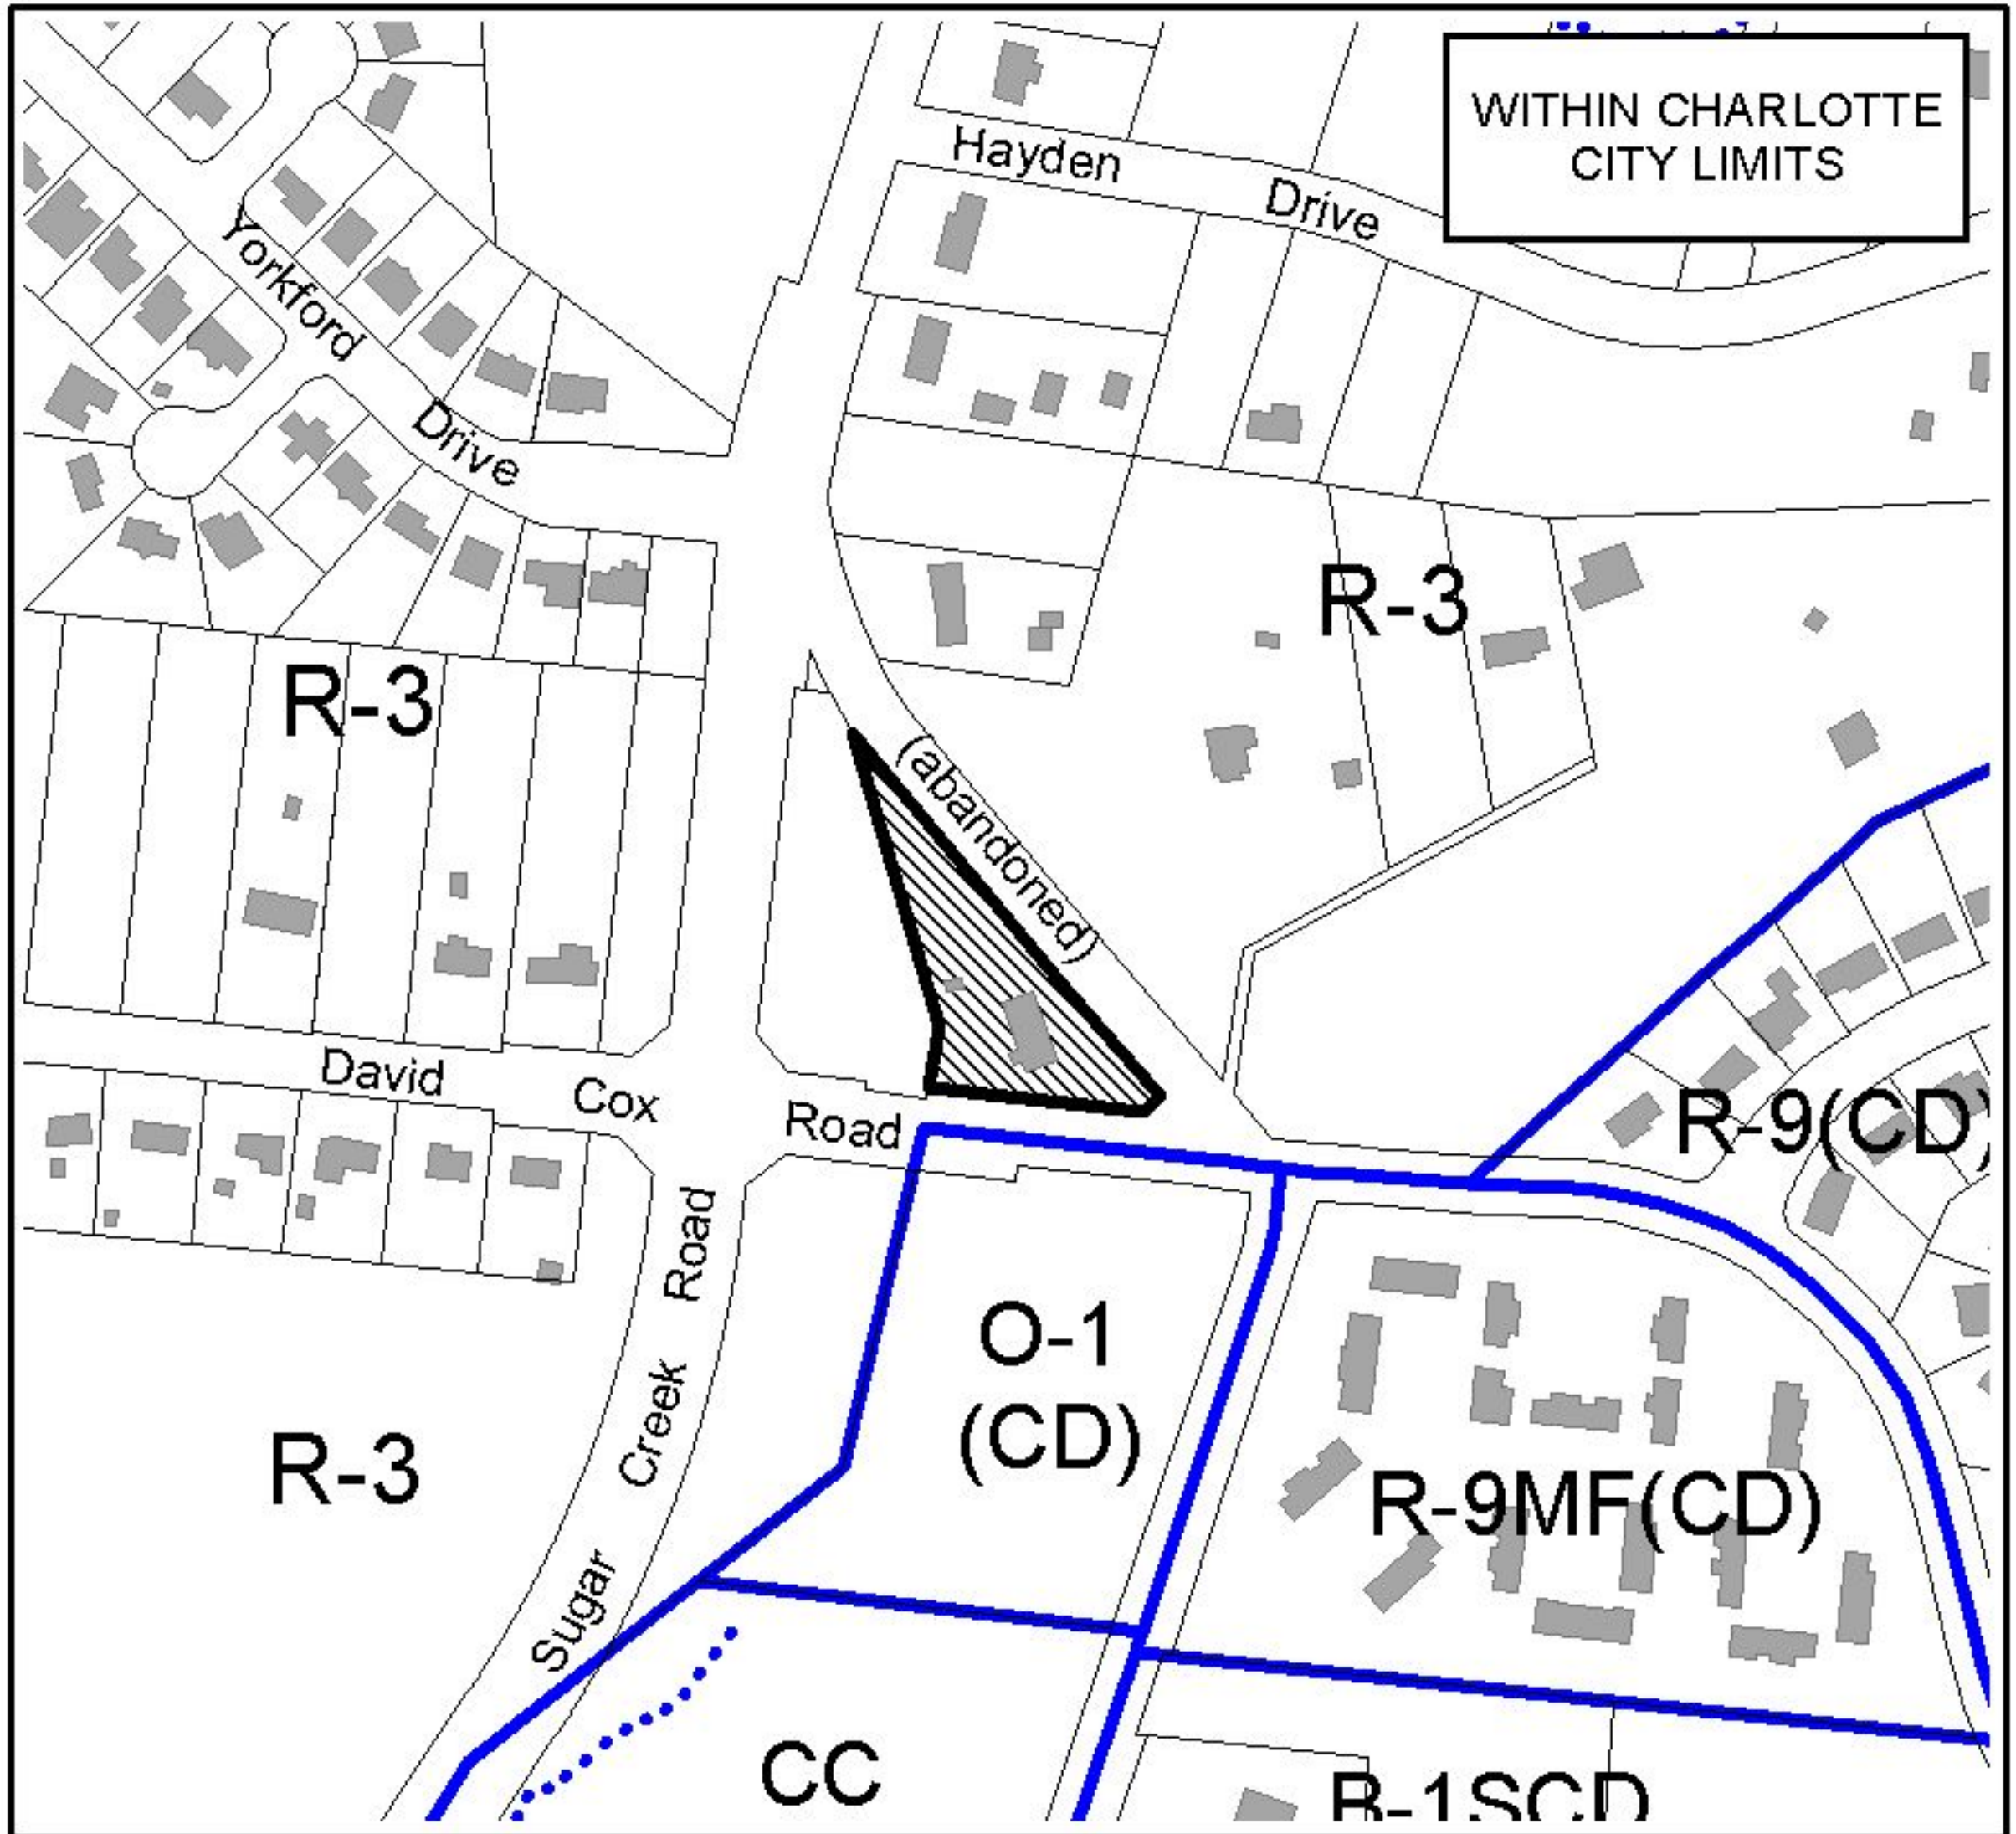 WITHIN CHARLOTTE
CITY LIMITS
Hayden
Drive
Yorkford
Drive
R-3
R-3
(abandoned)
David
Cox
Road
R-9(CD)
Road
Creek
Sugar
O-1
(CD)
R-3
R-9MF(CD)
CC
B-1SCD